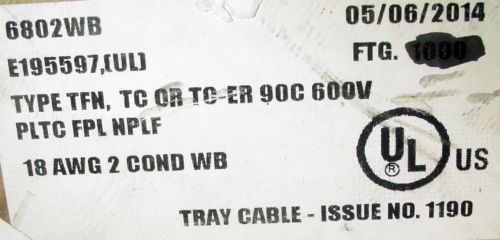 6802WB 05/06/2014
E195597,(UL) FTG. 1000
TYPE TFN, TC OR TC-ER 90C 600V
PLTC FPL NPLF
18 AWG 2 COND WB
UL ® US
TRAY CABLE - ISSUE NO. 1190